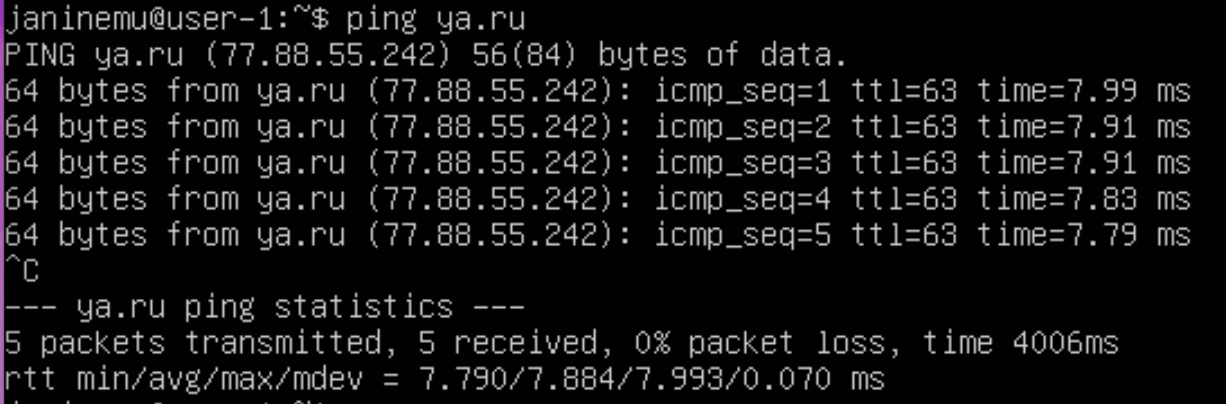 janinemu@user-1:~$ ping ya.ru
PING ya.ru (77.88.55.242) 56(84) bytes of data.
64 bytes from ya.ru (77.88.55.242): icmp_seq=1 ttl=63 time=7.99 ms
64 bytes from ya.ru (77.88.55.242): icmp_seq=2 ttl=63 time=7.91 ms
64 bytes from ya.ru (77.88.55.242): icmp_seq=3 ttl=63 time=7.91 ms
64 bytes from ya.ru (77.88.55.242): icmp_seq=4 ttl=63 time=7.83 ms
64 bytes from ya.ru (77.88.55.242): icmp_seq=5 ttl=63 time=7.79 ms
^C
--- ya.ru ping statistics ---
5 packets transmitted, 5 received, 0% packet loss, time 4006ms
rtt min/avg/max/mdev = 7.790/7.884/7.993/0.070 ms